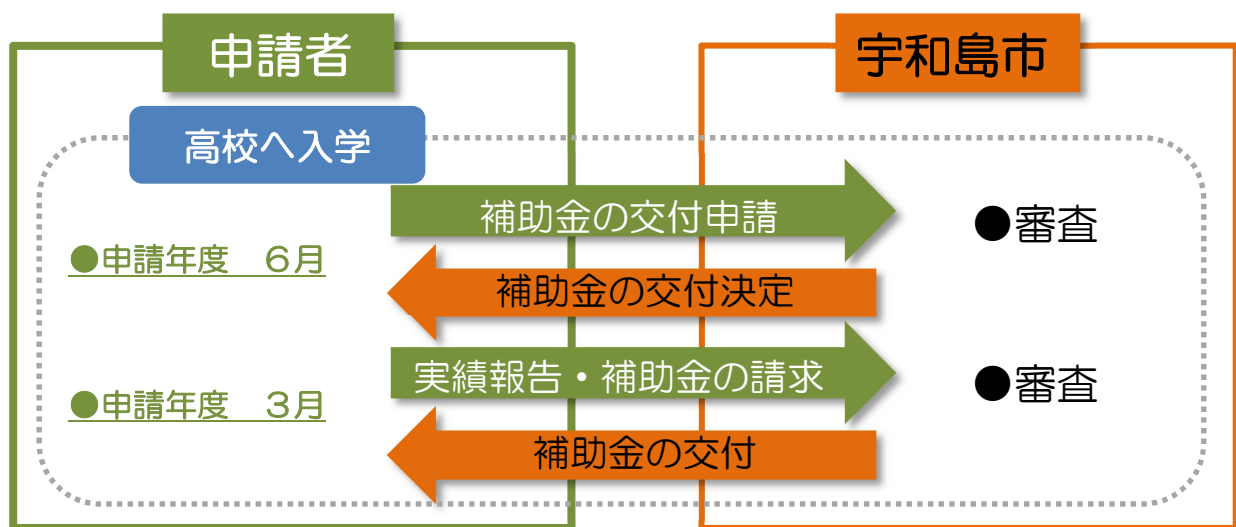 申請者
宇和島市
高校へ入学
補助金の交付申請
●審査
●申請年度　６月
補助金の交付決定
実績報告・補助金の請求
●審査
●申請年度　３月
補助金の交付